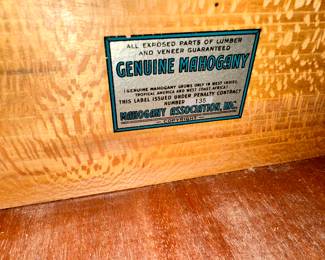 ALL EXPOSED PARTS OF LUMBER
AND VENEER GUARANTEED
GENUINE MAHOGANY
(GENUINE MAHOGANY GROWS ONLY IN WEST INDIES,
TROPICAL AMERICA AND WEST COAST AFRICA)
THIS LABEL ISSUED UNDER PENALTY CONTRACT
NUMBER 135
MAHOGANY ASSOCIATION, INC.
— COPYRIGHT —